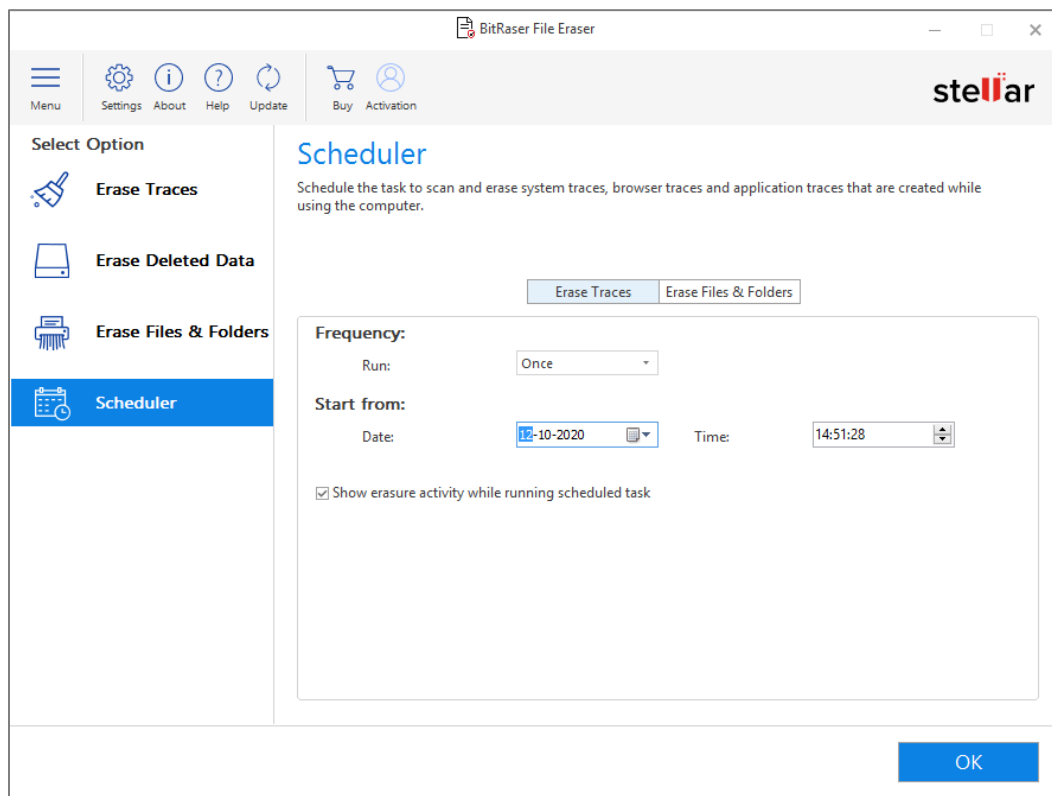 BitRaser File Eraser
Menu
Settings
About
Help
Update
Buy
Activation
stellar
Select Option
Erase Traces
Erase Deleted Data
Erase Files & Folders
Scheduler
Scheduler
Schedule the task to scan and erase system traces, browser traces and application traces that are created while
using the computer.
Erase Traces
Erase Files & Folders
Frequency:
Run:
Once
Start from:
Date:
12-10-2020
Time:
14:51:28
Show erasure activity while running scheduled task
OK